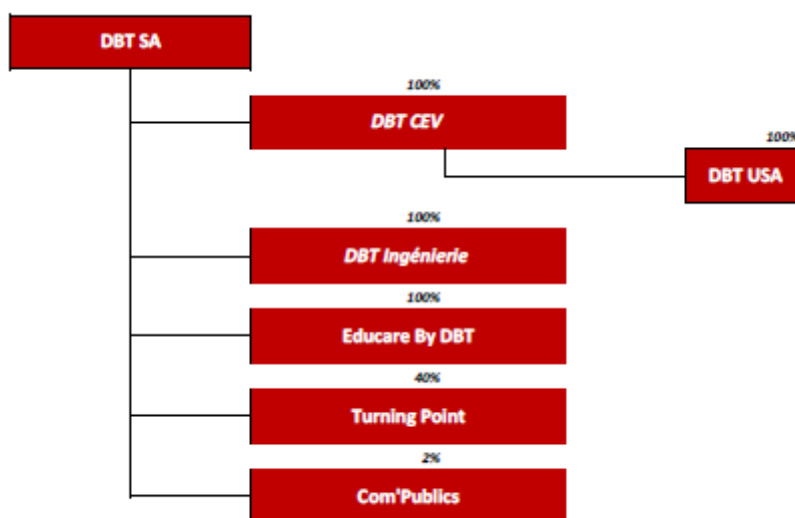 DBT SA
100%
DBT CEV
100%
DBT USA
100%
DBT Ingénierie
100%
Educare By DBT
40%
Turning Point
2%
Com'Publics